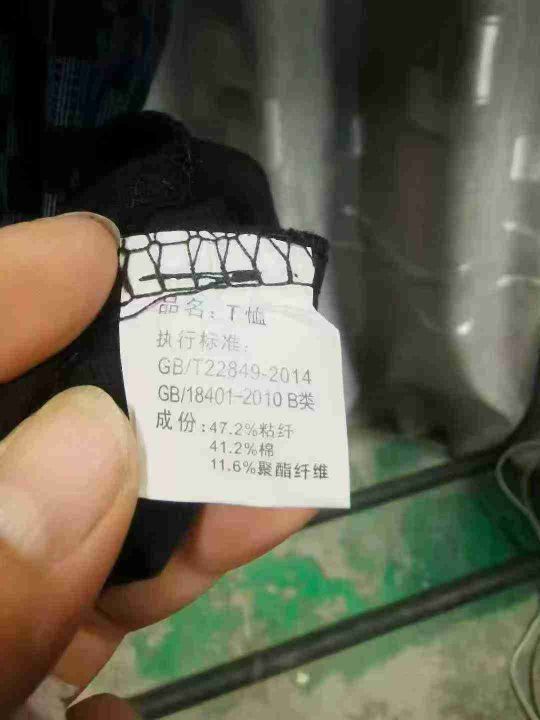 品名：T恤
执行标准：
GB/T22849-2014
GB/18401-2010 B类
成份：47.2%粘纤
41.2%棉
11.6%聚酯纤维